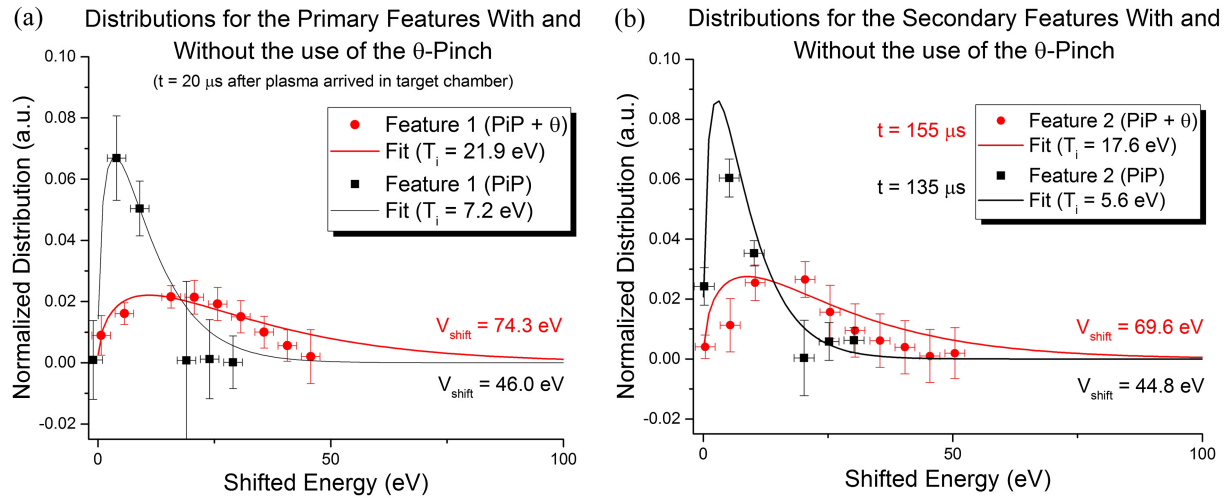 (a)
Distributions for the Primary Features With and
Without the use of the θ-Pinch
(t = 20 μs after plasma arrived in target chamber)
Normalized Distribution (a.u.)
0.10
0.08
0.06
0.04
0.02
0.00
-0.02
Feature 1 (PiP + θ)
Fit (Ti = 21.9 eV)
Feature 1 (PiP)
Fit (Ti = 7.2 eV)
Vshift = 74.3 eV
Vshift = 46.0 eV
0
50
100
Shifted Energy (eV)
(b)
Distributions for the Secondary Features With and
Without the use of the θ-Pinch
Normalized Distribution (a.u.)
0.10
0.08
0.06
0.04
0.02
0.00
-0.02
t = 155 μs
t = 135 μs
Feature 2 (PiP + θ)
Fit (Ti = 17.6 eV)
Feature 2 (PiP)
Fit (Ti = 5.6 eV)
Vshift = 69.6 eV
Vshift = 44.8 eV
0
50
100
Shifted Energy (eV)